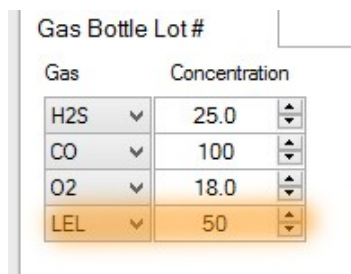 Gas Bottle Lot #
Gas Concentration
H2S 25.0
CO 100
O2 18.0
LEL 50